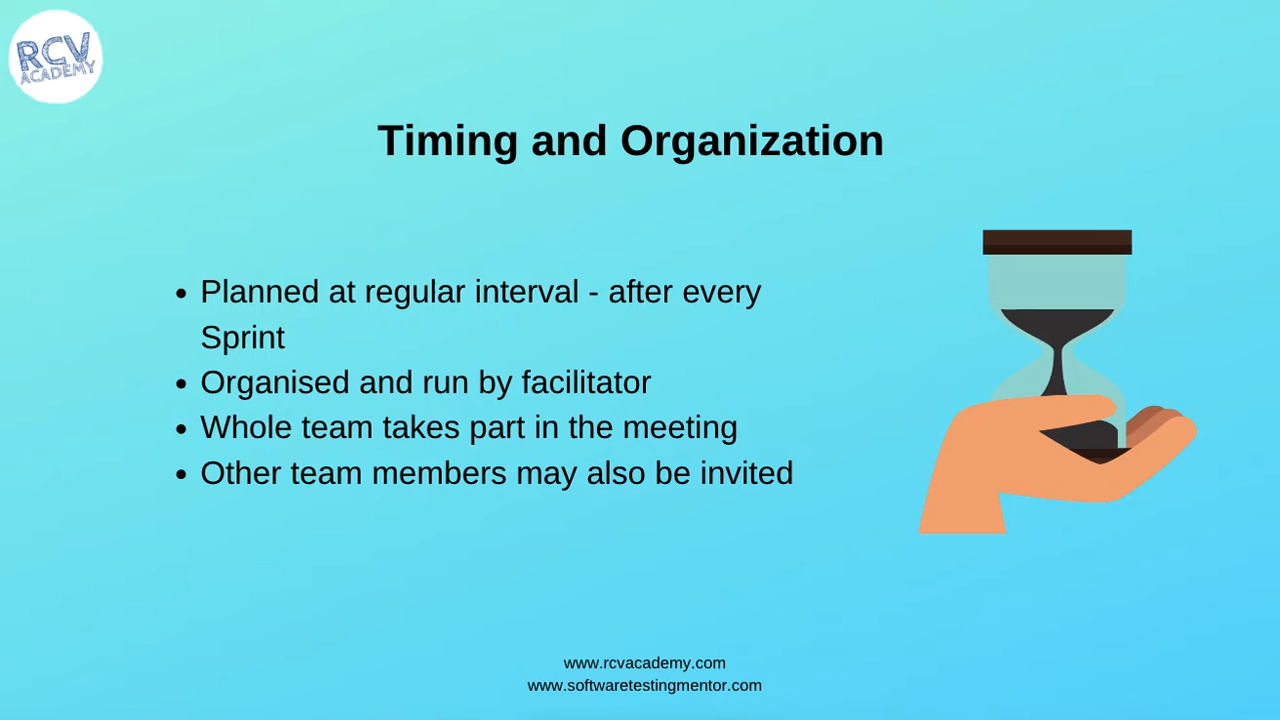 RCV
ACADEMY
Timing and Organization
• Planned at regular interval - after every
Sprint
• Organised and run by facilitator
• Whole team takes part in the meeting
• Other team members may also be invited
www.rcvacademy.com
www.softwaretestingmentor.com